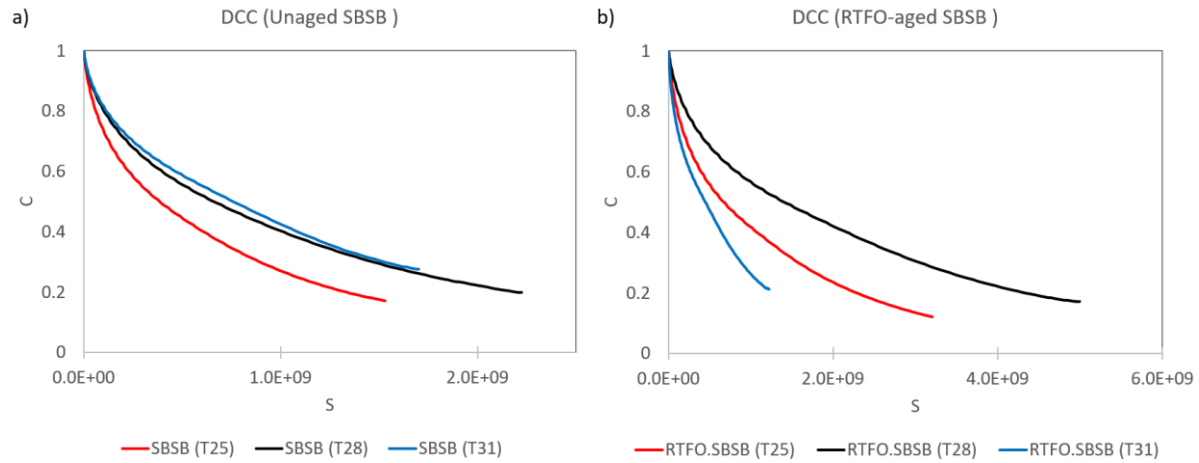 a)
DCC (Unaged SBSB )
1
0.8
0.6
0.4
0.2
0
C
0.0E+00 1.0E+09 2.0E+09
S
SBSB (T25) SBSB (T28) SBSB (T31)
b)
DCC (RTFO-aged SBSB )
1
0.8
0.6
0.4
0.2
0
C
0.0E+00 2.0E+09 4.0E+09 6.0E+09
S
RTFO.SBSB (T25) RTFO.SBSB (T28) RTFO.SBSB (T31)